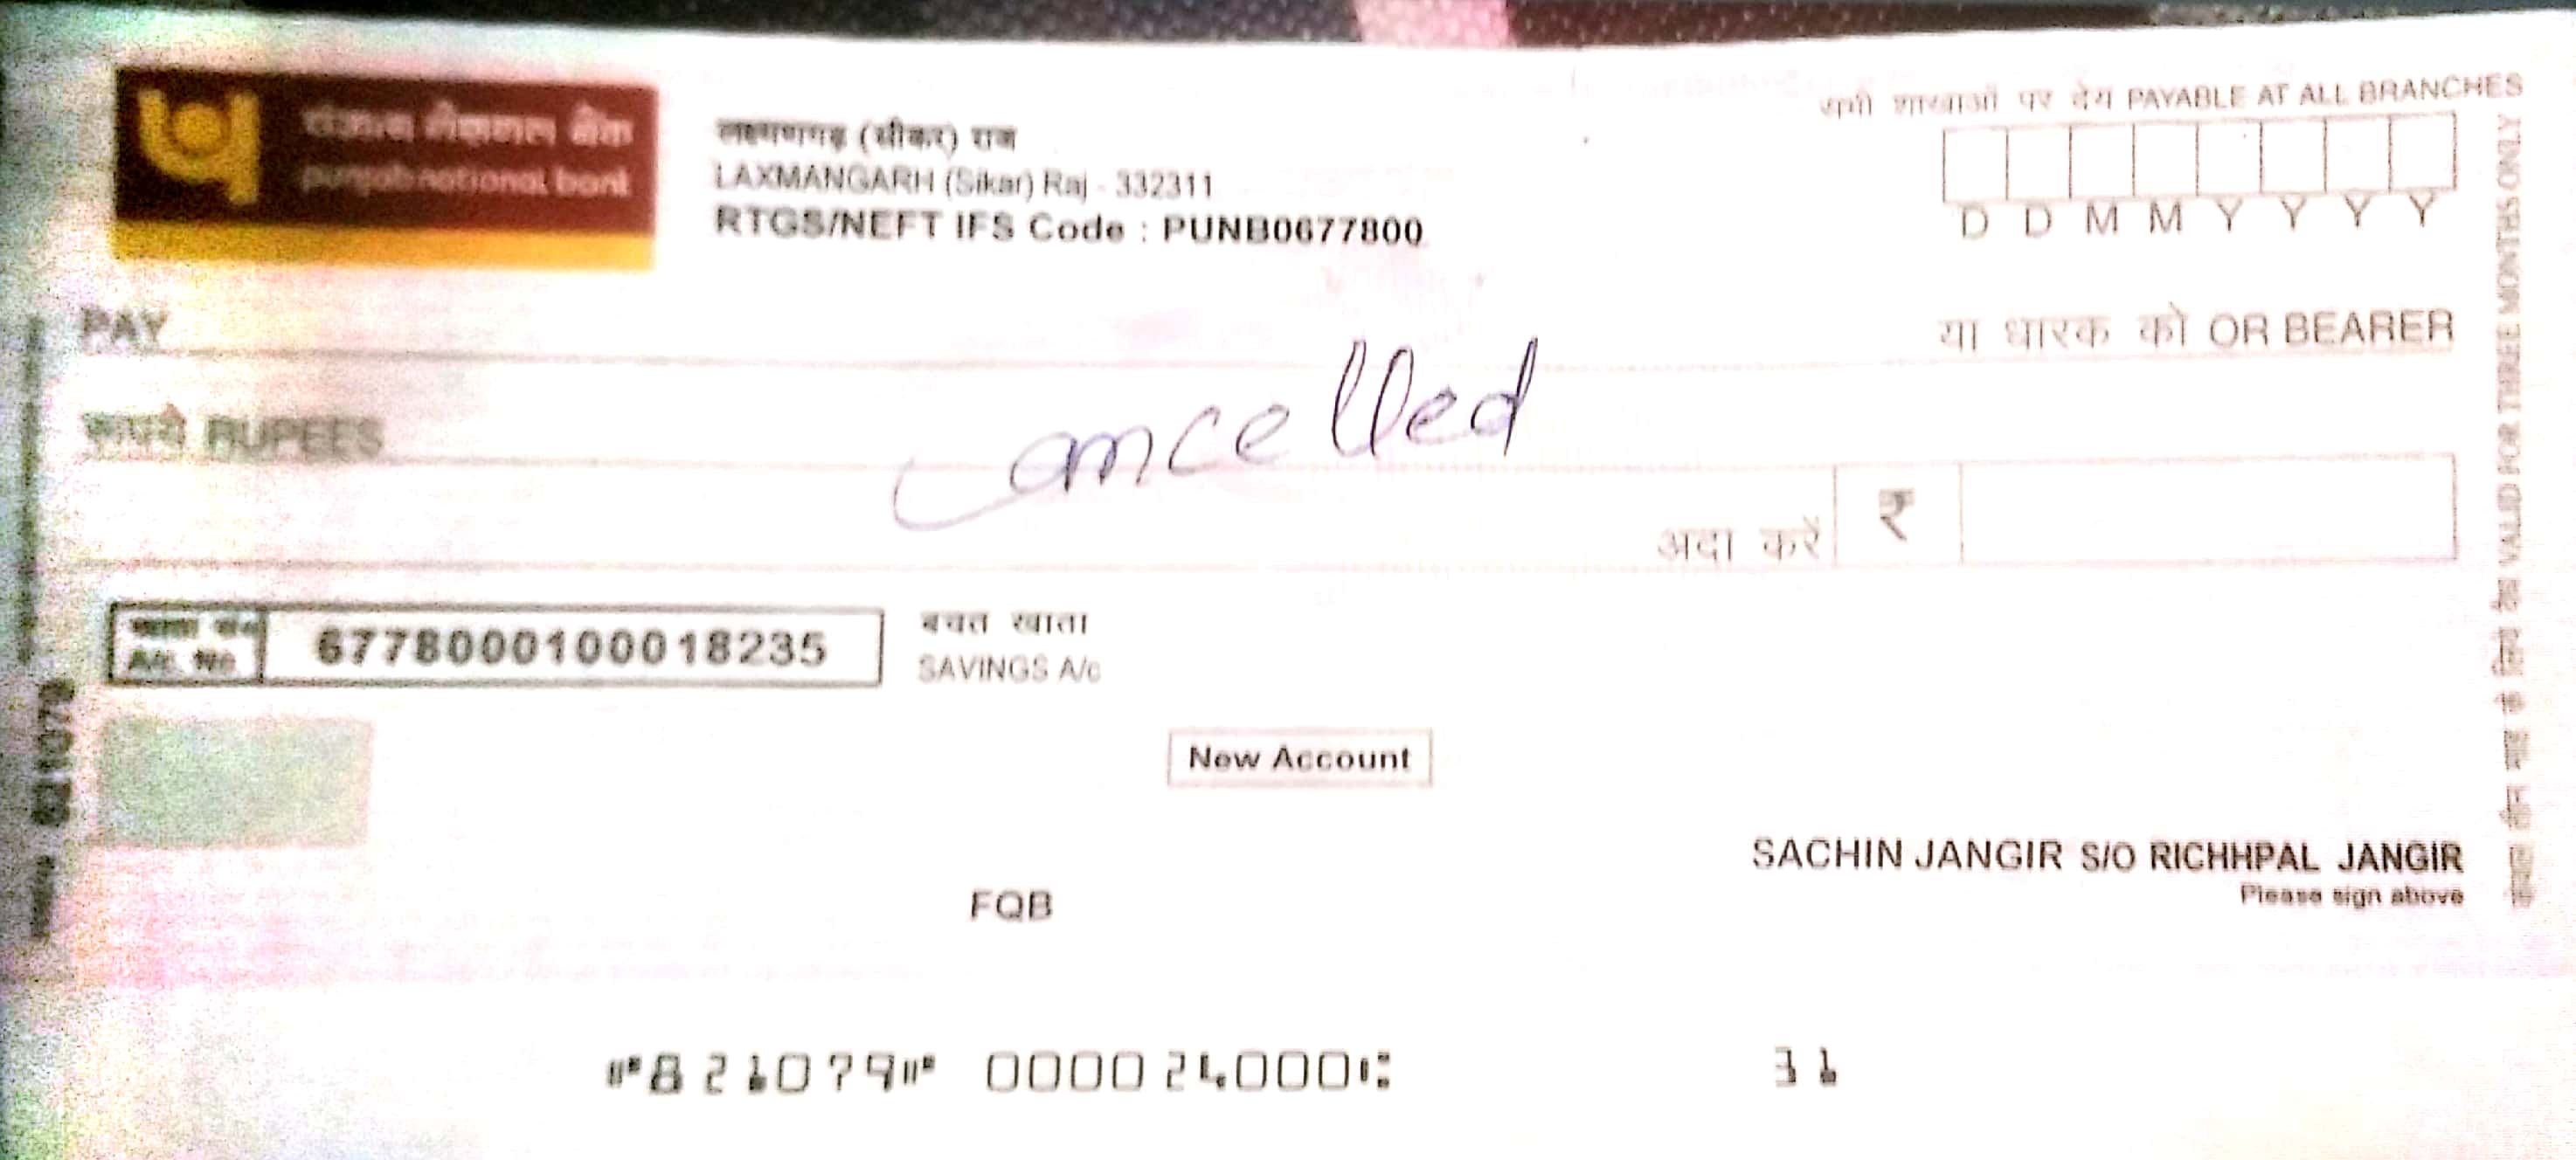 पंजाब नैशनल बैंक
punjab national bank
लक्ष्मणगढ़ (सीकर) राज
LAXMANGARH (Sikar) Raj - 332311
RTGS/NEFT IFS Code : PUNB0677800
सभी शाखाओं पर देय PAYABLE AT ALL BRANCHES
D D M M Y Y Y Y
PAY
या धारक को OR BEARER
रुपये RUPEES
cancelled
अदा करें ₹
खाता सं०
A/c. No.
6778000100018235
बचत खाता
SAVINGS A/c
New Account
SACHIN JANGIR S/O RICHHPAL JANGIR
Please sign above
FQB
⑈821079⑈ 000024000⑆ 31
821079
VALID FOR THREE MONTHS ONLY